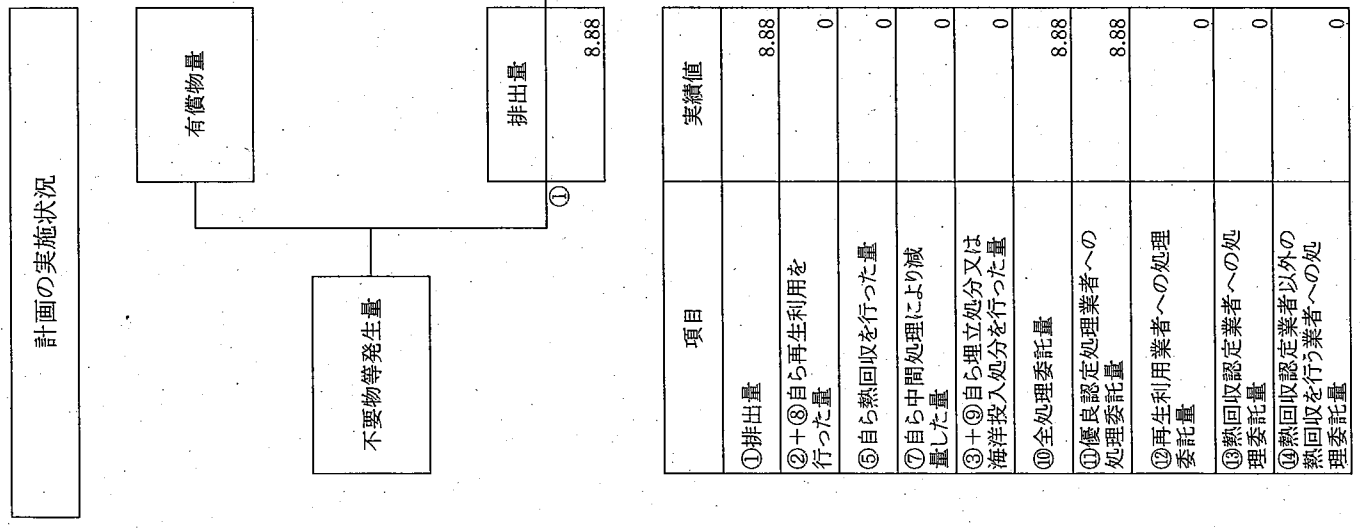 計画の実施状況
有償物量
不要物等発生量
排出量
①
8.88
項目
実績値
①排出量
8.88
②+⑧自ら再生利用を
行った量
0
⑤自ら熱回収を行った量
0
⑦自ら中間処理により減
量した量
0
③+⑨自ら埋立処分又は
海洋投入処分を行った量
0
⑩全処理委託量
8.88
⑪優良認定処理業者への
処理委託量
8.88
⑫再生利用業者への処理
委託量
0
⑬熱回収認定業者への処
理委託量
0
⑭熱回収認定業者以外の
熱回収を行う業者への処
理委託量
0